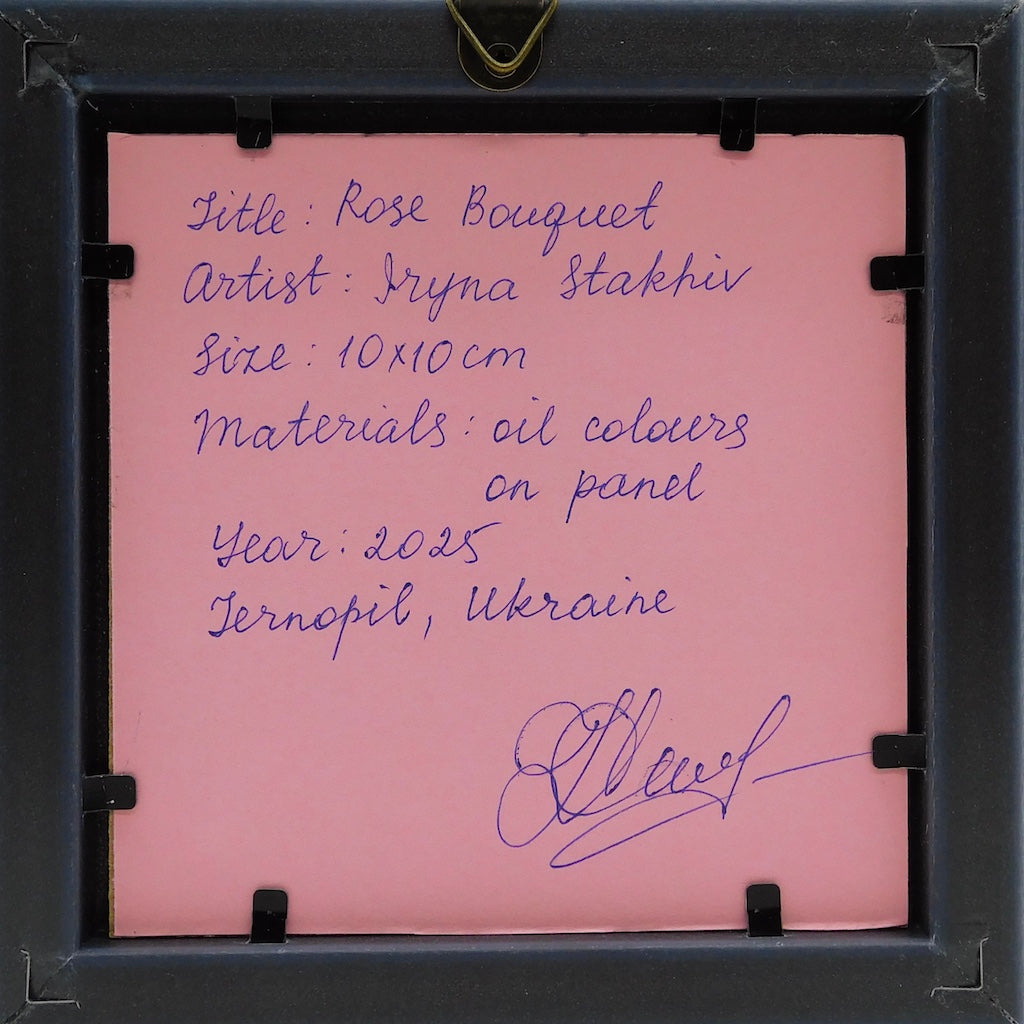 Title: Rose Bouquet
Artist: Iryna Stakhiv
Size: 10x10cm
Materials: oil colours
on panel
Year: 2025
Ternopil, Ukraine